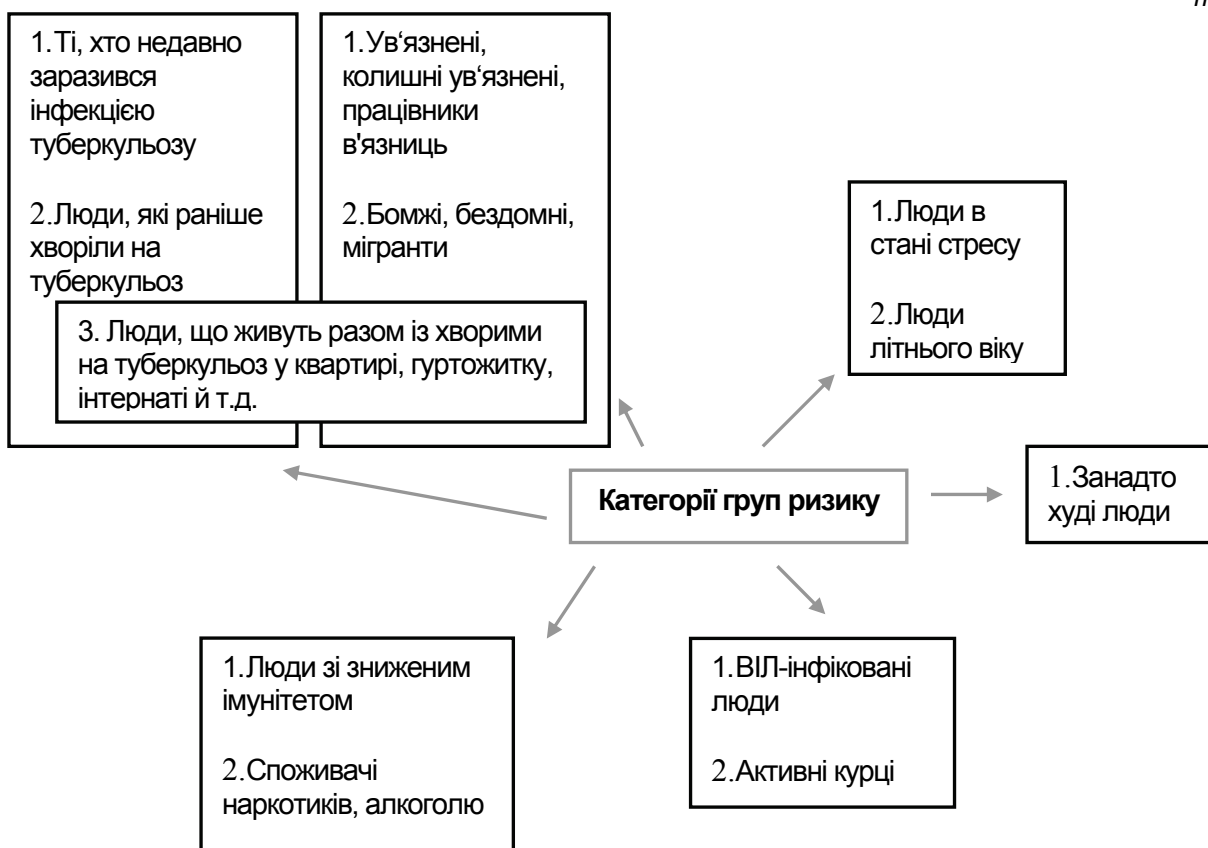 1.Ті, хто недавно
заразився
інфекцією
туберкульозу
2.Люди, які раніше
хворіли на
туберкульоз
1.Ув‘язнені,
колишні ув‘язнені,
працівники
в'язниць
2.Бомжі, бездомні,
мігранти
3. Люди, що живуть разом із хворими
на туберкульоз у квартирі, гуртожитку,
інтернаті й т.д.
1.Люди в
стані стресу
2.Люди
літнього віку
Категорії груп ризику
1.Занадто
худі люди
1.Люди зі зниженим
імунітетом
2.Споживачі
наркотиків, алкоголю
1.ВІЛ-інфіковані
люди
2.Активні курці